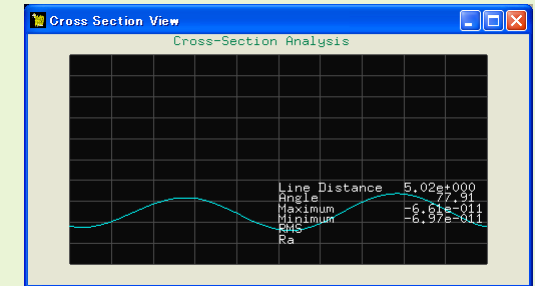 Cross Section View
Cross-Section Analysis
Line Distance 5.02e+000
Angle 77.91
Maximum -6.61e-011
Minimum -6.97e-011
RMS
Ra